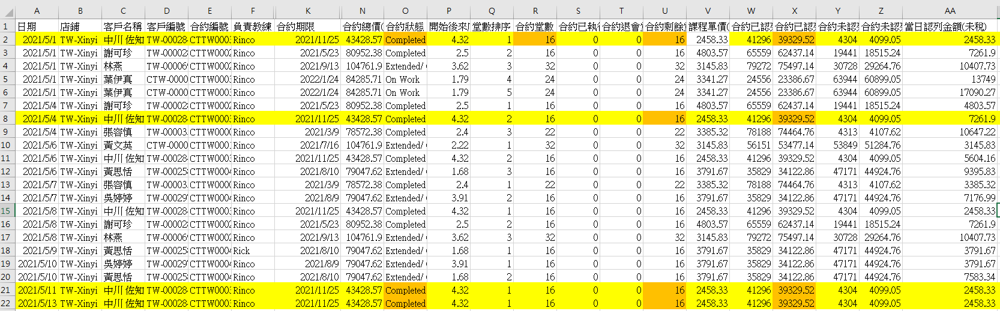 A B C D E F K N O P Q R S T U V W X Y Z AA
1 日期 店鋪 客戶名稱 客戶編號 合約編號 負責教練 合約期限 合約總價( 合約狀態 開始後來店 堂數排序 合約堂數 合約已執行 合約退會堂 合約剩餘堂 課程單價( 合約已認列 合約已認列 合約未認列 合約未認列 當日認列金額(未稅)
2 2021/5/1 TW-Xinyi 中川 佐知 TW-00028 CTTW0003 Rinco 2021/11/25 43428.57 Completed 4.32 1 16 0 0 16 2458.33 41296 39329.52 4304 4099.05 2458.33
3 2021/5/1 TW-Xinyi 謝可珍 TW-00002 CTTW0002 Rinco 2021/5/23 80952.38 Completed 2.5 2 16 0 0 16 4803.57 65559 62437.14 19441 18515.24 7261.9
4 2021/5/1 TW-Xinyi 林燕 TW-00006 CTTW0002 Rinco 2021/9/13 104761.9 Extended/ 3.62 3 32 0 0 32 3145.83 79272 75497.14 30728 29264.76 10407.73
5 2021/5/1 TW-Xinyi 葉伊真 CTW-0000 CTTW0003 Rinco 2022/1/24 84285.71 On Work 1.79 4 24 0 0 24 3341.27 24556 23386.67 63944 60899.05 13749
6 2021/5/1 TW-Xinyi 葉伊真 CTW-0000 CTTW0003 Rinco 2022/1/24 84285.71 On Work 1.79 5 24 0 0 24 3341.27 24556 23386.67 63944 60899.05 17090.27
7 2021/5/4 TW-Xinyi 謝可珍 TW-00002 CTTW0002 Rinco 2021/5/23 80952.38 Completed 2.5 1 16 0 0 16 4803.57 65559 62437.14 19441 18515.24 4803.57
8 2021/5/4 TW-Xinyi 中川 佐知 TW-00028 CTTW0003 Rinco 2021/11/25 43428.57 Completed 4.32 2 16 0 0 16 2458.33 41296 39329.52 4304 4099.05 7261.9
9 2021/5/4 TW-Xinyi 張容慎 TW-00003 CTTW0000 Rinco 2021/3/9 78572.38 Completed 2.4 3 22 0 0 22 3385.32 78188 74464.76 4313 4107.62 10647.22
10 2021/5/6 TW-Xinyi 黃文英 CTW-0000 CTTW0001 Rinco 2021/7/16 104761.9 Extended/ 2.22 1 32 0 0 32 3145.83 56151 53477.14 53849 51284.76 3145.83
11 2021/5/6 TW-Xinyi 中川 佐知 TW-00028 CTTW0003 Rinco 2021/11/25 43428.57 Completed 4.32 2 16 0 0 16 2458.33 41296 39329.52 4304 4099.05 5604.16
12 2021/5/6 TW-Xinyi 黃思恬 TW-00025 CTTW0004 Rinco 2021/8/10 79047.62 Extended/ 1.68 3 16 0 0 16 3791.67 35829 34122.86 47171 44924.76 9395.83
13 2021/5/7 TW-Xinyi 張容慎 TW-00003 CTTW0000 Rinco 2021/3/9 78572.38 Completed 2.4 1 22 0 0 22 3385.32 78188 74464.76 4313 4107.62 3385.32
14 2021/5/7 TW-Xinyi 吳婷婷 TW-00029 CTTW0004 Rinco 2021/8/9 79047.62 Extended/ 3.91 2 16 0 0 16 3791.67 35829 34122.86 47171 44924.76 7176.99
15 2021/5/8 TW-Xinyi 中川 佐知 TW-00028 CTTW0003 Rinco 2021/11/25 43428.57 Completed 4.32 1 16 0 0 16 2458.33 41296 39329.52 4304 4099.05 2458.33
16 2021/5/8 TW-Xinyi 謝可珍 TW-00002 CTTW0002 Rinco 2021/5/23 80952.38 Completed 2.5 2 16 0 0 16 4803.57 65559 62437.14 19441 18515.24 7261.9
17 2021/5/8 TW-Xinyi 林燕 TW-00006 CTTW0002 Rinco 2021/9/13 104761.9 Extended/ 3.62 3 32 0 0 32 3145.83 79272 75497.14 30728 29264.76 10407.73
18 2021/5/9 TW-Xinyi 黃思恬 TW-00025 CTTW0004 Rick 2021/8/10 79047.62 Extended/ 1.68 1 16 0 0 16 3791.67 35829 34122.86 47171 44924.76 3791.67
19 2021/5/10 TW-Xinyi 吳婷婷 TW-00029 CTTW0004 Rinco 2021/8/9 79047.62 Extended/ 3.91 1 16 0 0 16 3791.67 35829 34122.86 47171 44924.76 3791.67
20 2021/5/10 TW-Xinyi 黃思恬 TW-00025 CTTW0004 Rinco 2021/8/10 79047.62 Extended/ 1.68 2 16 0 0 16 3791.67 35829 34122.86 47171 44924.76 7583.34
21 2021/5/11 TW-Xinyi 中川 佐知 TW-00028 CTTW0003 Rinco 2021/11/25 43428.57 Completed 4.32 1 16 0 0 16 2458.33 41296 39329.52 4304 4099.05 2458.33
22 2021/5/13 TW-Xinyi 中川 佐知 TW-00028 CTTW0003 Rinco 2021/11/25 43428.57 Completed 4.32 1 16 0 0 16 2458.33 41296 39329.52 4304 4099.05 2458.33